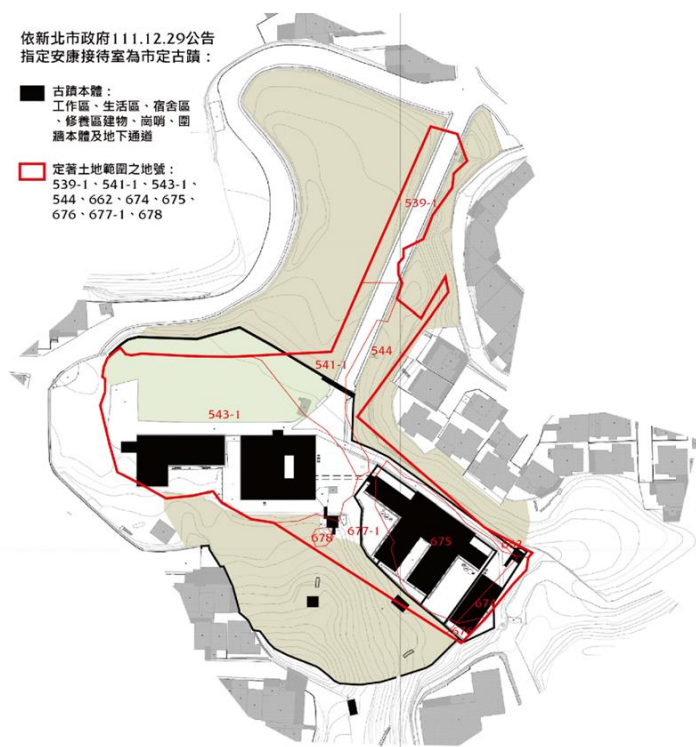 依新北市政府111.12.29公告
指定安康接待室為市定古蹟：
古蹟本體：
工作區、生活區、宿舍區
、修養區建物、崗哨、圍
牆本體及地下通道
定著土地範圍之地號：
539-1、541-1、543-1、
544、662、674、675、
676、677-1、678
539-1
544
541-1
543-1
675
677-1
678